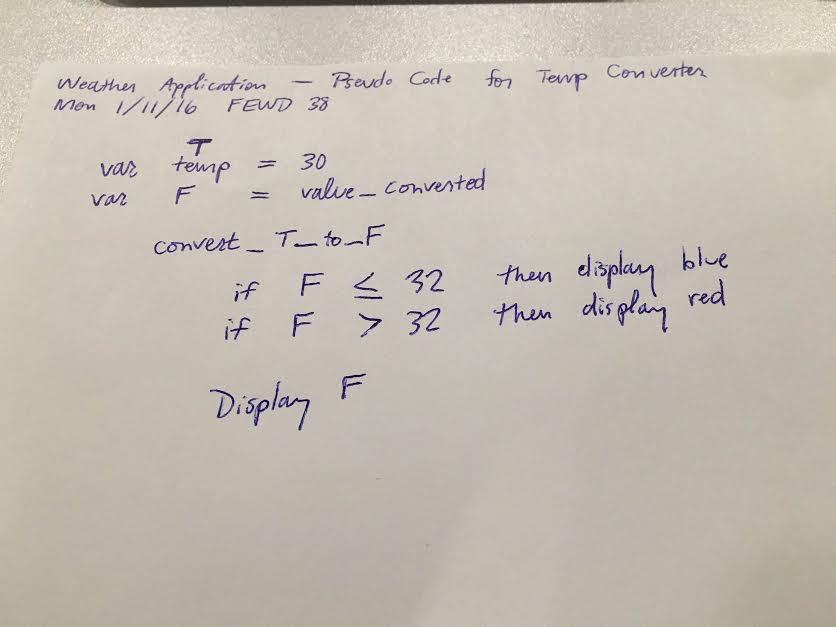 Weather Application — Pseudo Code for Temp Converter
Mon 1/11/16 FEWD 38
T
var temp = 30
var F = value_converted
convert_T_to_F
if F ≤ 32 then display blue
if F > 32 then display red
Display F